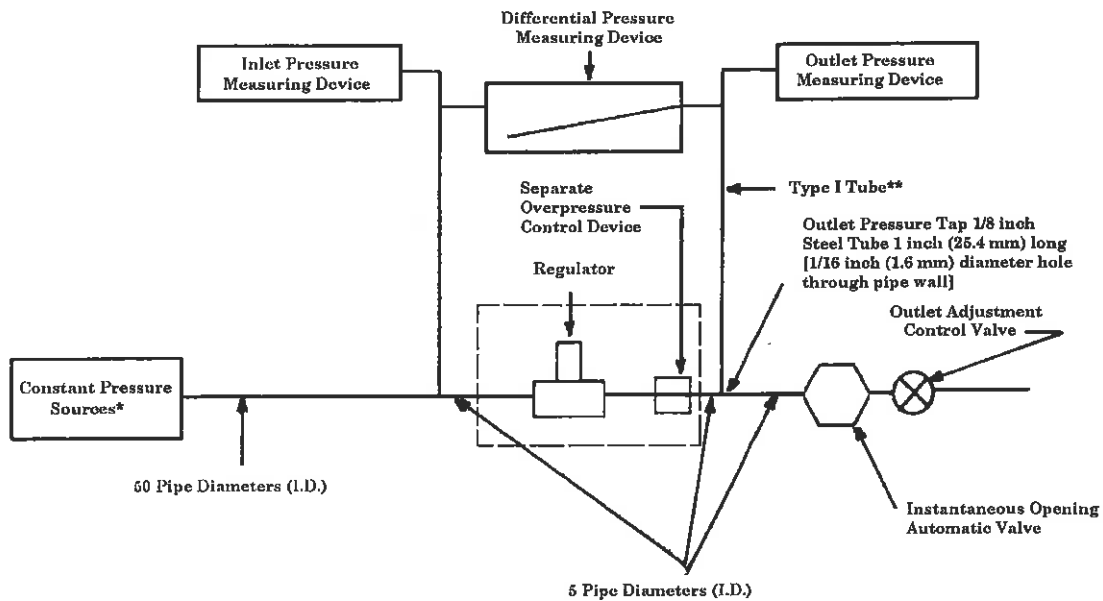 Differential Pressure
Measuring Device
Inlet Pressure
Measuring Device
Outlet Pressure
Measuring Device
Separate
Overpressure
Control Device
Type I Tube**
Outlet Pressure Tap 1/8 inch
Steel Tube 1 inch (25.4 mm) long
[1/16 inch (1.6 mm) diameter hole
through pipe wall]
Regulator
Outlet Adjustment
Control Valve
Constant Pressure
Sources*
50 Pipe Diameters (I.D.)
Instantaneous Opening
Automatic Valve
5 Pipe Diameters (I.D.)